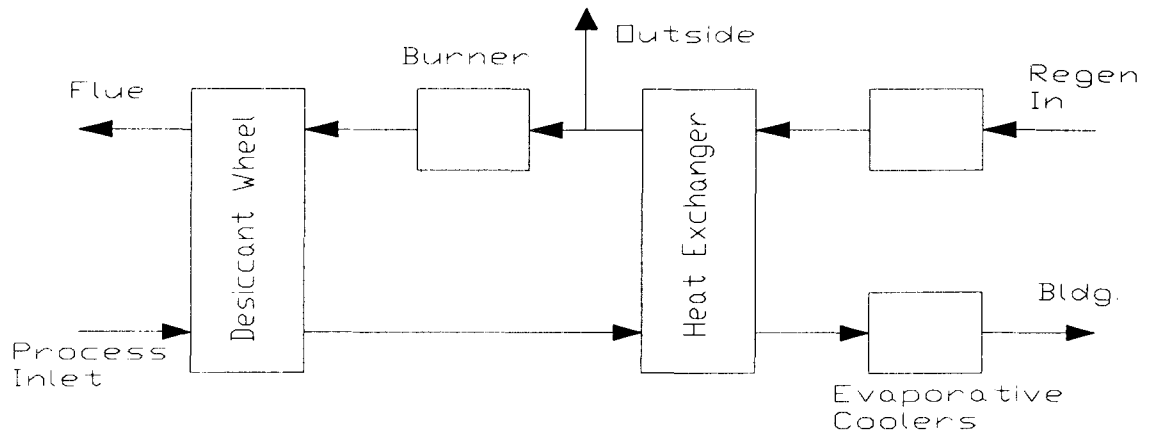 Outside
Burner
Regen
In
Flue
Desiccant Wheel
Heat Exchanger
Bldg.
Process
Inlet
Evaporative
Coolers